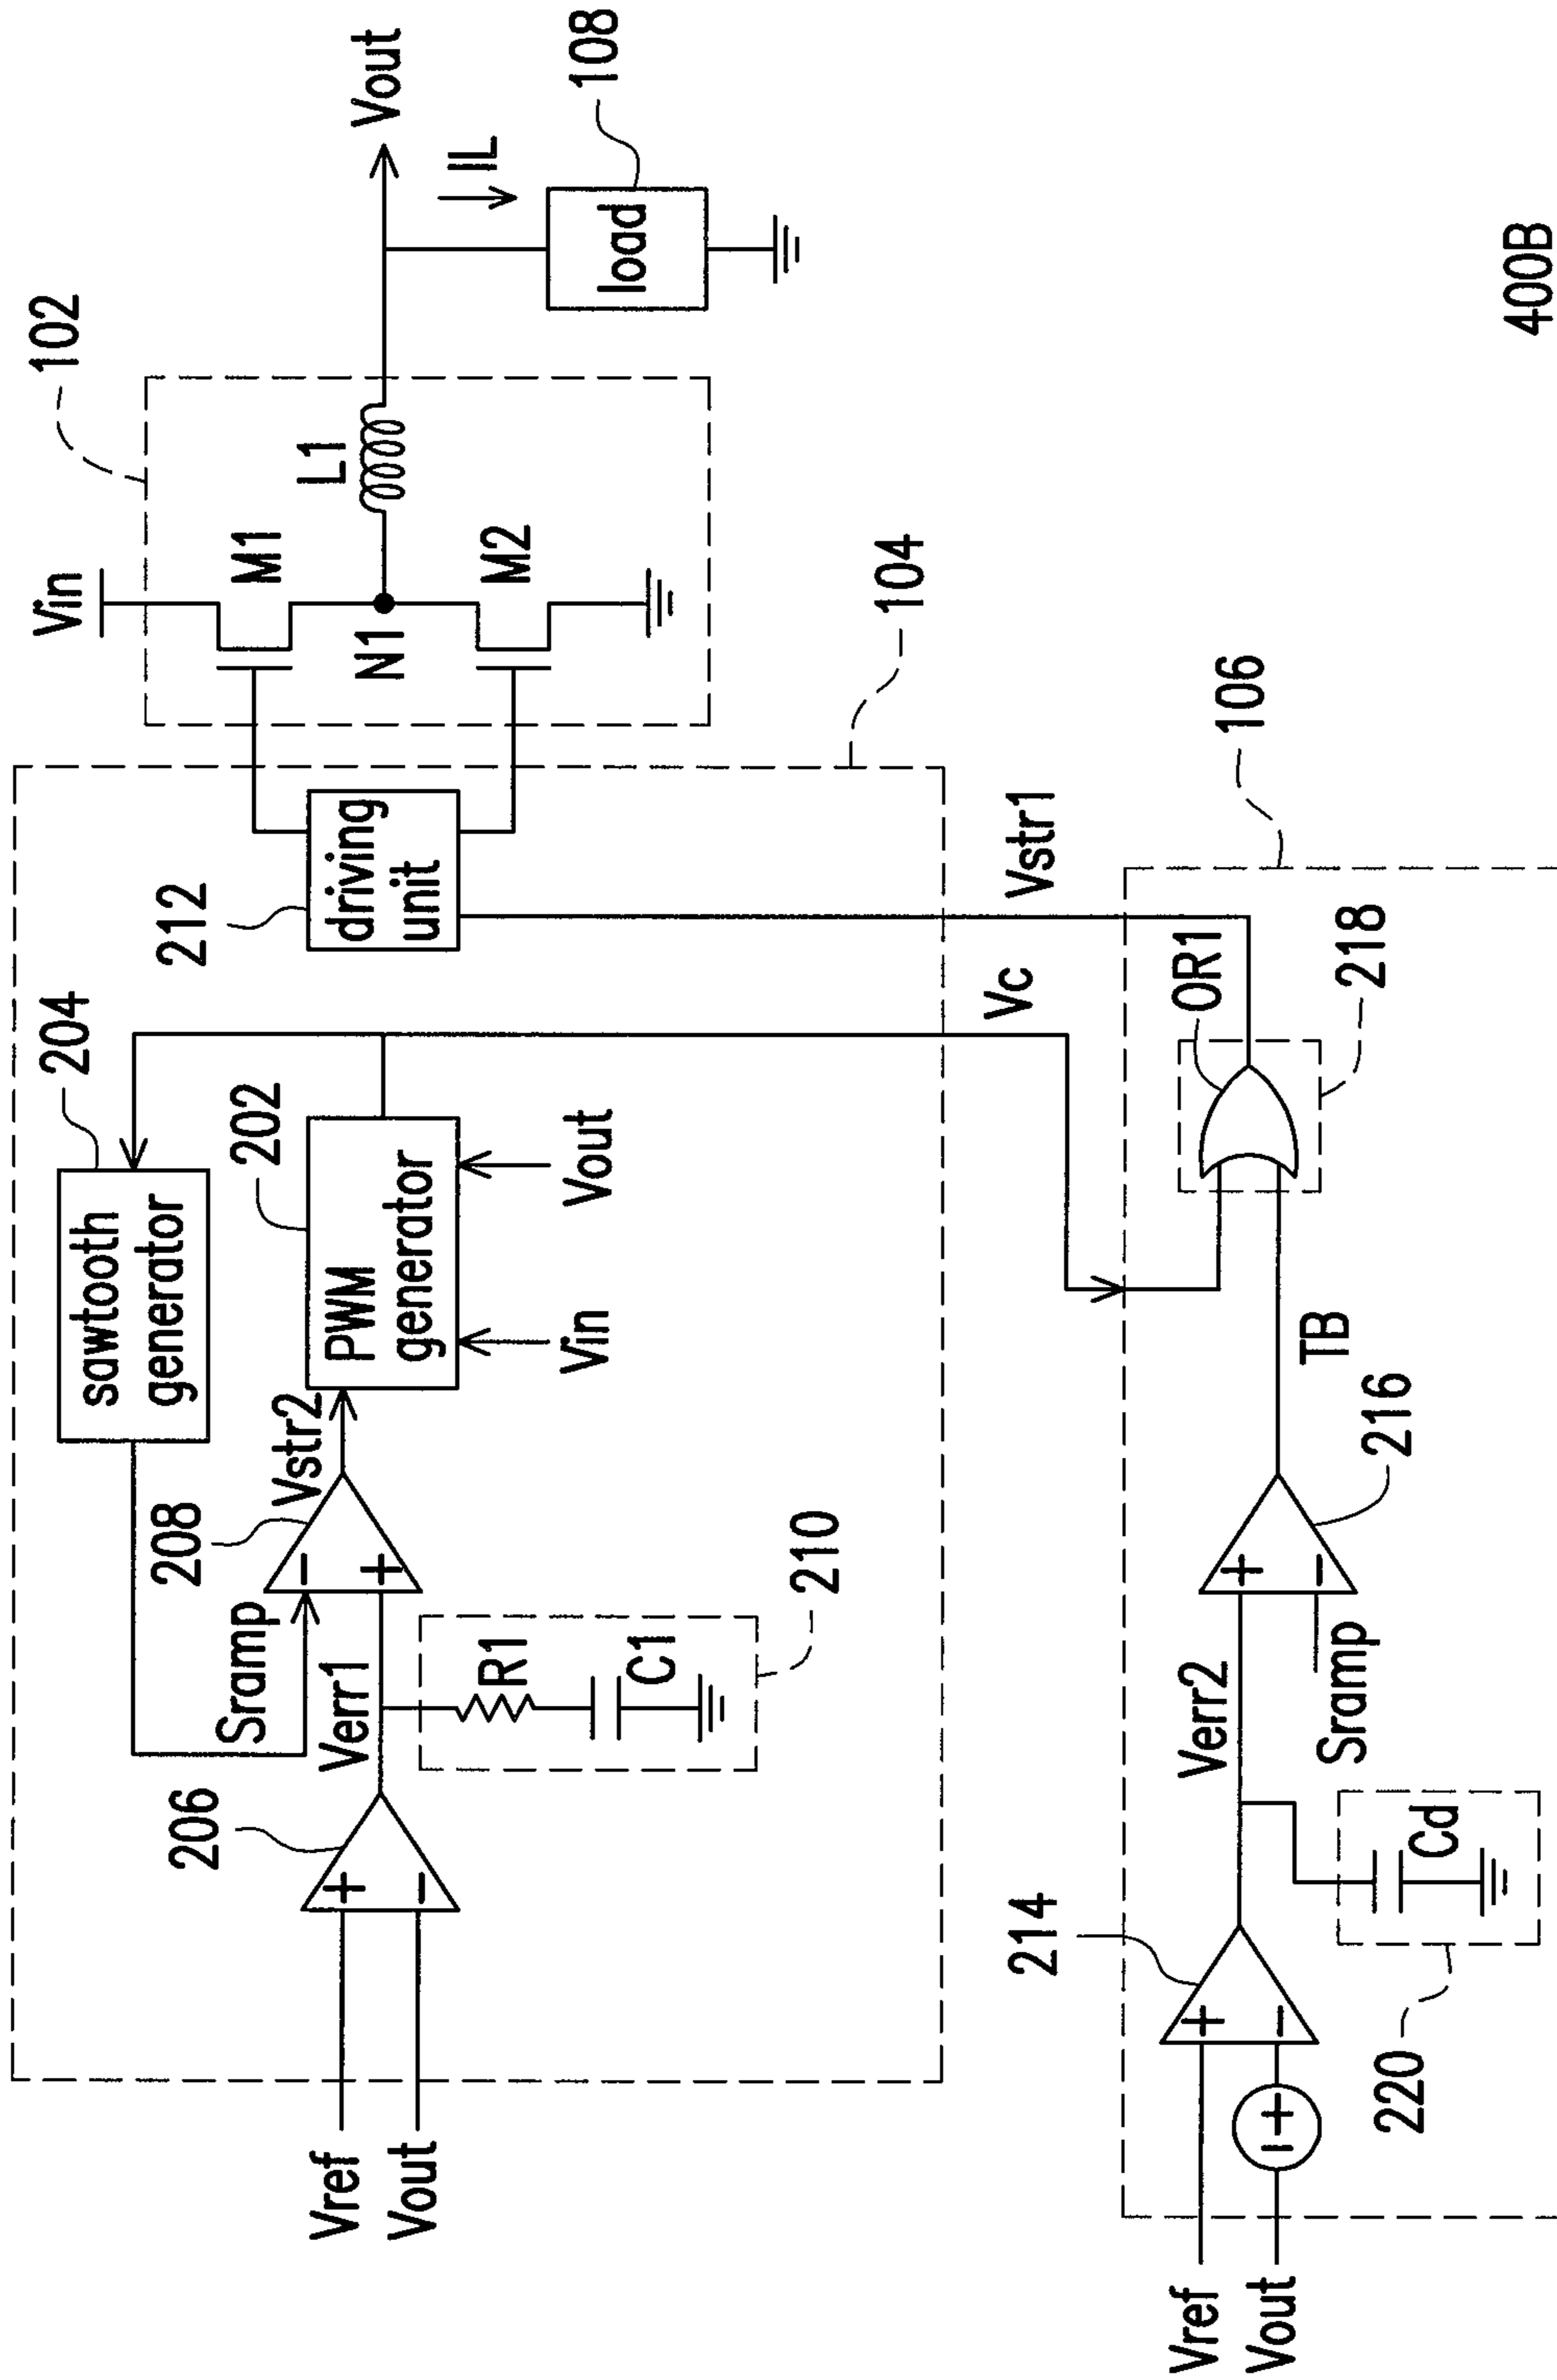 204
sawtooth
generator
212
driving
unit
Vin
102
M1
N1
M2
L1
Vout
IL
load
108
206
Vref
Vout
+
−
Sramp
Verr1
208
−
+
Vstr2
202
PWM
generator
Vin
Vout
R1
C1
210
104
Vc
Vstr1
106
214
Vref
Vout
−
+
+
−
Verr2
Cd
220
Sramp
+
−
216
TB
OR1
218
400B